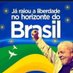 Já raiou a liberdade
no horizonte do
Brasil